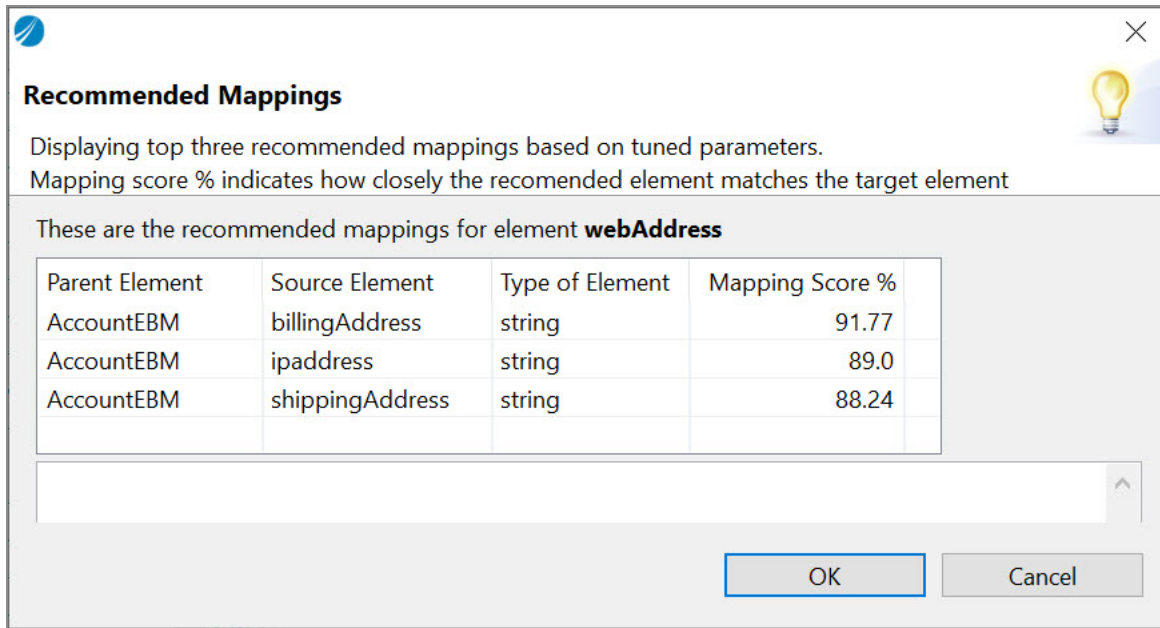 Recommended Mappings
Displaying top three recommended mappings based on tuned parameters.
Mapping score % indicates how closely the recomended element matches the target element
These are the recommended mappings for element webAddress
Parent Element Source Element Type of Element Mapping Score %
AccountEBM billingAddress string 91.77
AccountEBM ipaddress string 89.0
AccountEBM shippingAddress string 88.24
OK Cancel